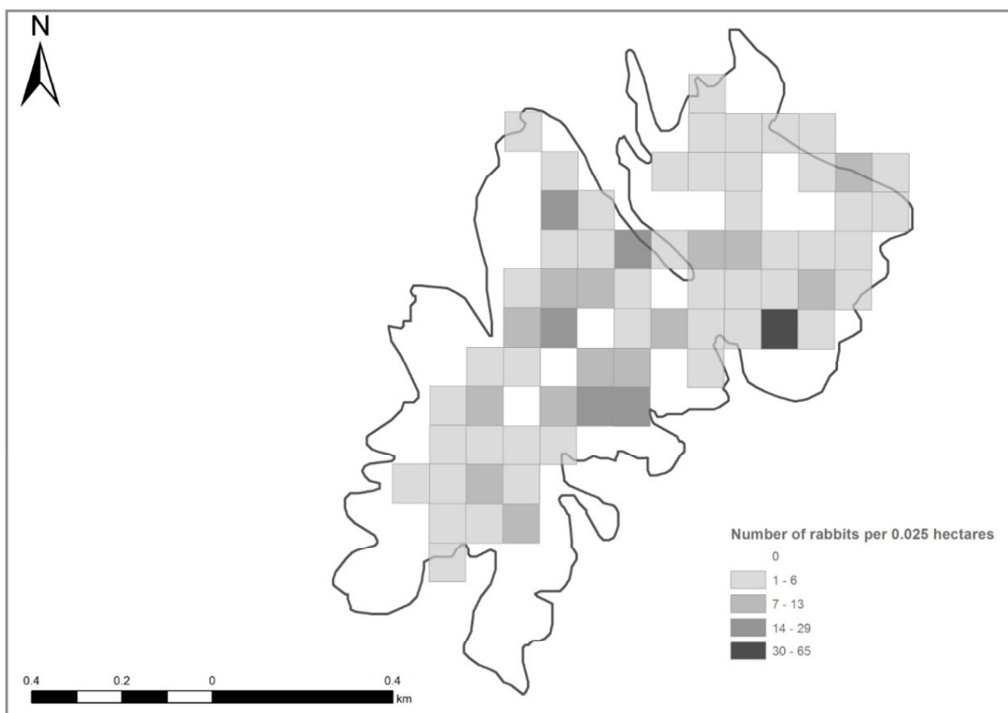 N
Number of rabbits per 0.025 hectares
0
1 - 6
7 - 13
14 - 29
30 - 65
0.4 0.2 0 0.4
km